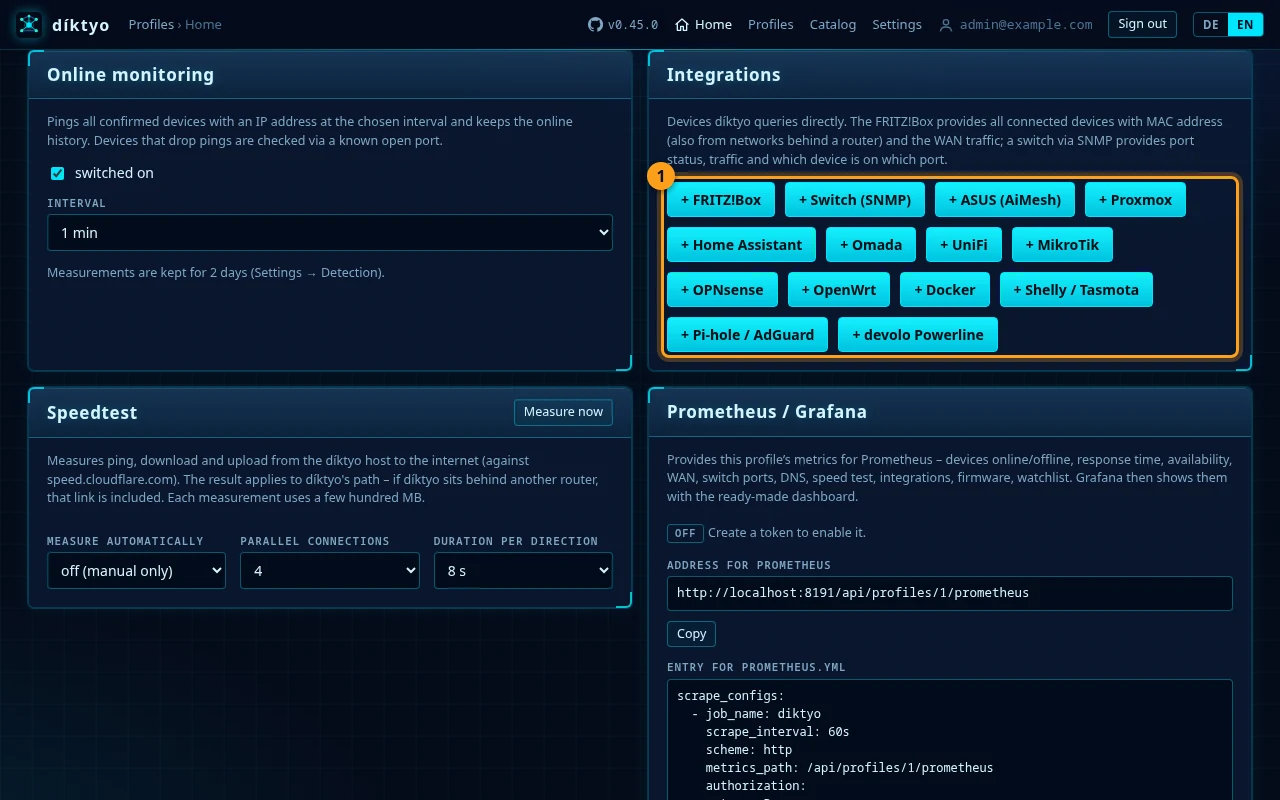 díktyo
Profiles › Home
v0.45.0
Home
Profiles
Catalog
Settings
admin@example.com
Sign out
DE
EN
Online monitoring
Pings all confirmed devices with an IP address at the chosen interval and keeps the online
history. Devices that drop pings are checked via a known open port.
switched on
INTERVAL
1 min
Measurements are kept for 2 days (Settings → Detection).
Integrations
Devices díktyo queries directly. The FRITZ!Box provides all connected devices with MAC address
(also from networks behind a router) and the WAN traffic; a switch via SNMP provides port
status, traffic and which device is on which port.
1
+ FRITZ!Box
+ Switch (SNMP)
+ ASUS (AiMesh)
+ Proxmox
+ Home Assistant
+ Omada
+ UniFi
+ MikroTik
+ OPNsense
+ OpenWrt
+ Docker
+ Shelly / Tasmota
+ Pi-hole / AdGuard
+ devolo Powerline
Speedtest
Measure now
Measures ping, download and upload from the díktyo host to the internet (against
speed.cloudflare.com). The result applies to díktyo's path – if díktyo sits behind another router,
that link is included. Each measurement uses a few hundred MB.
MEASURE AUTOMATICALLY
off (manual only)
PARALLEL CONNECTIONS
4
DURATION PER DIRECTION
8 s
Prometheus / Grafana
Provides this profile's metrics for Prometheus – devices online/offline, response time, availability,
WAN, switch ports, DNS, speed test, integrations, firmware, watchlist. Grafana then shows them
with the ready-made dashboard.
OFF Create a token to enable it.
ADDRESS FOR PROMETHEUS
http://localhost:8191/api/profiles/1/prometheus
Copy
ENTRY FOR PROMETHEUS.YML
scrape_configs:
- job_name: diktyo
scrape_interval: 60s
scheme: http
metrics_path: /api/profiles/1/prometheus
authorization: